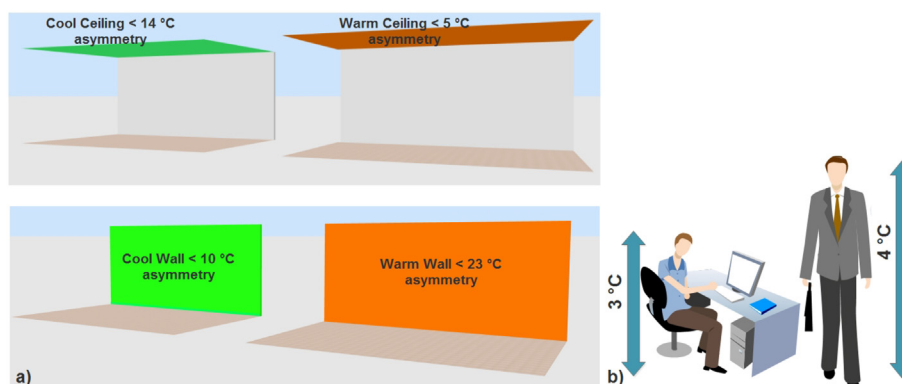 Cool Ceiling < 14 °C
asymmetry
Warm Ceiling < 5 °C
asymmetry
Cool Wall < 10 °C
asymmetry
Warm Wall < 23 °C
asymmetry
a)
3 °C
4 °C
b)